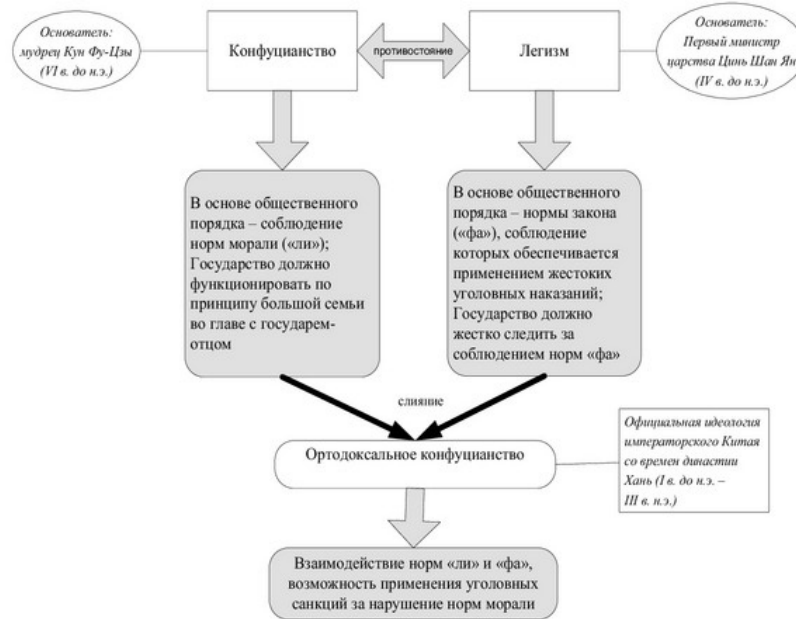 Основатель:
мудрец Кун Фу-Цзы
(VI в. до н.э.)
Конфуцианство
противостояние
Легизм
Основатель:
Первый министр
царства Цинь Шан Ян
(IV в. до н.э.)
В основе общественного
порядка – соблюдение
норм морали («ли»);
Государство должно
функционировать по
принципу большой семьи
во главе с государем-
отцом
В основе общественного
порядка – нормы закона
(«фа»), соблюдение
которых обеспечивается
применением жестоких
уголовных наказаний;
Государство должно
жестко следить за
соблюдением норм «фа»
слияние
Ортодоксальное конфуцианство
Официальная идеология
императорского Китая
со времен династии
Хань (I в. до н.э. –
III в. н.э.)
Взаимодействие норм «ли» и «фа»,
возможность применения уголовных
санкций за нарушение норм морали